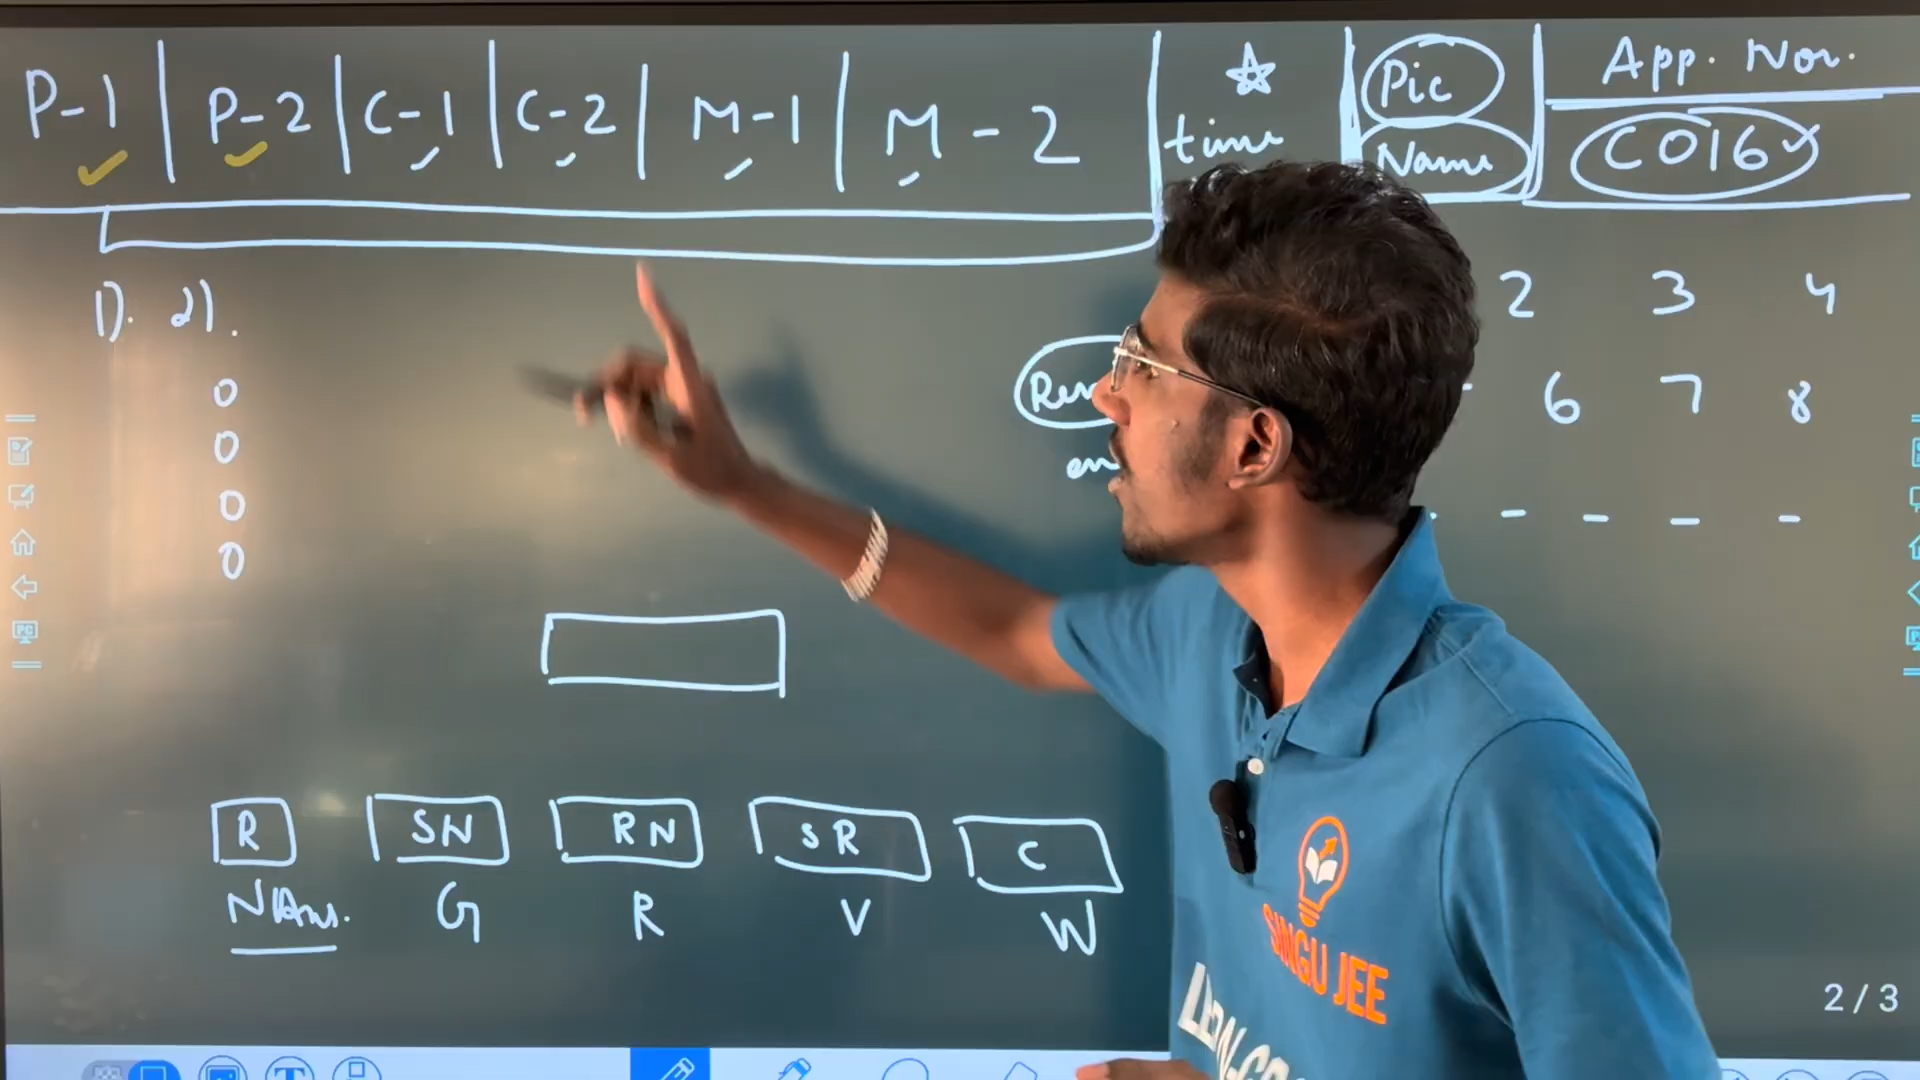 P-1 P-2 C-1 C-2 M-1 M-2 time Pic App. No.
Name CO16
1). 2). 2 3 4
0 6 7 8
0
0
0
R SN RN SR C
NAns. G R V W
SINGU JEE
2 / 3